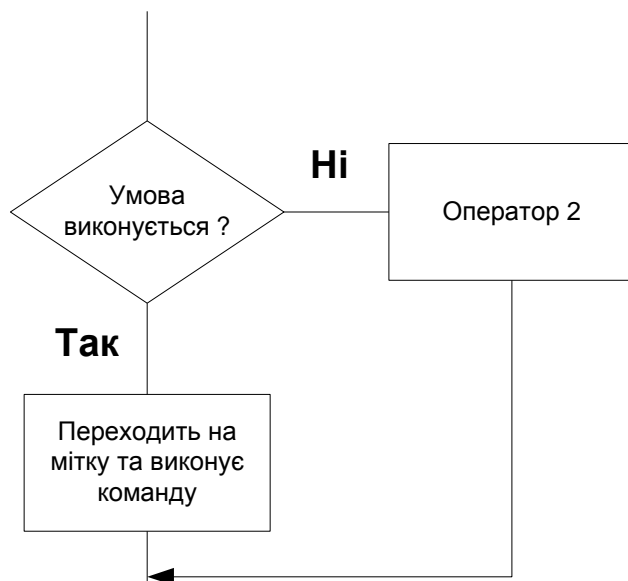 Умова
виконується ?
Ні
Оператор 2
Так
Переходить на
мітку та виконує
команду